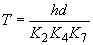 T = hd / K₂K₄K₇